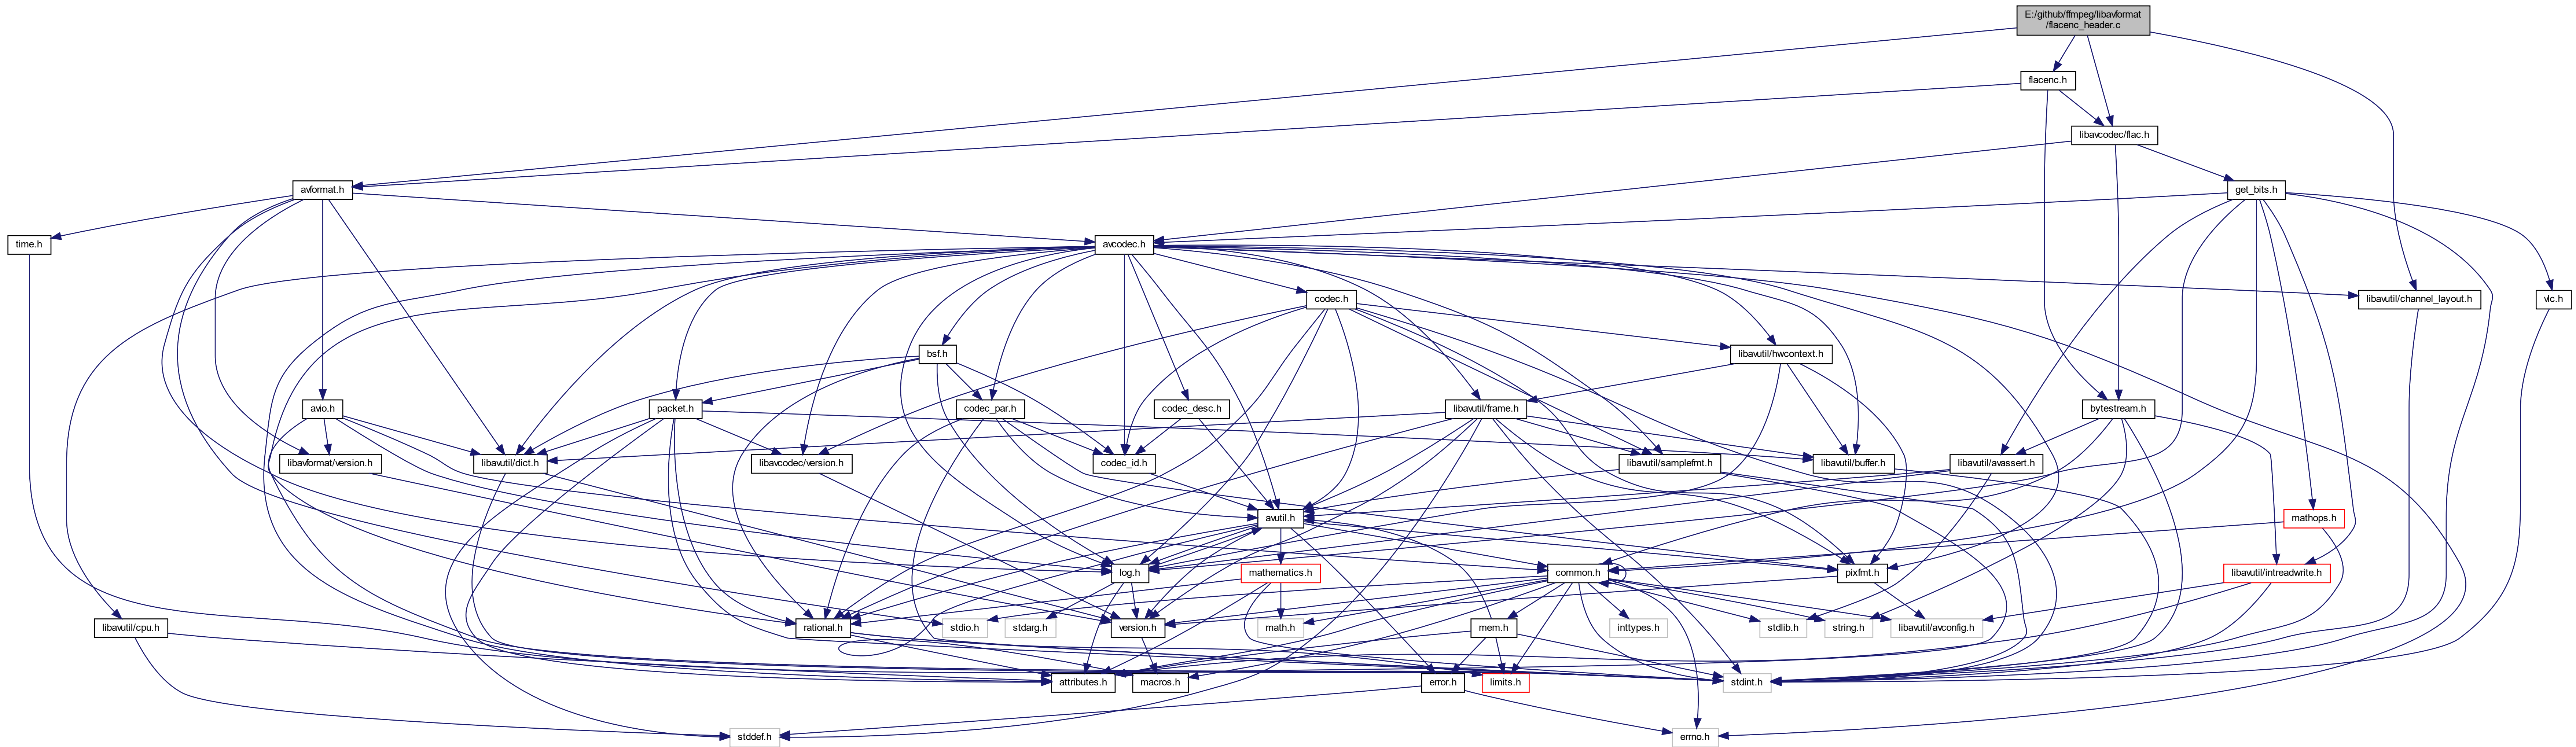 E:/github/ffmpeg/libavformat
/flacenc_header.c
flacenc.h
libavcodec/flac.h
avformat.h
get_bits.h
time.h
avcodec.h
codec.h
libavutil/channel_layout.h
vlc.h
bsf.h
libavutil/hwcontext.h
avio.h
packet.h
codec_par.h
codec_desc.h
libavutil/frame.h
bytestream.h
libavformat/version.h
libavutil/dict.h
libavcodec/version.h
codec_id.h
libavutil/samplefmt.h
libavutil/buffer.h
libavutil/avassert.h
avutil.h
mathops.h
log.h
mathematics.h
common.h
pixfmt.h
libavutil/intreadwrite.h
libavutil/cpu.h
rational.h
stdio.h
stdarg.h
version.h
math.h
mem.h
inttypes.h
stdlib.h
string.h
libavutil/avconfig.h
attributes.h
macros.h
error.h
limits.h
stdint.h
stddef.h
errno.h